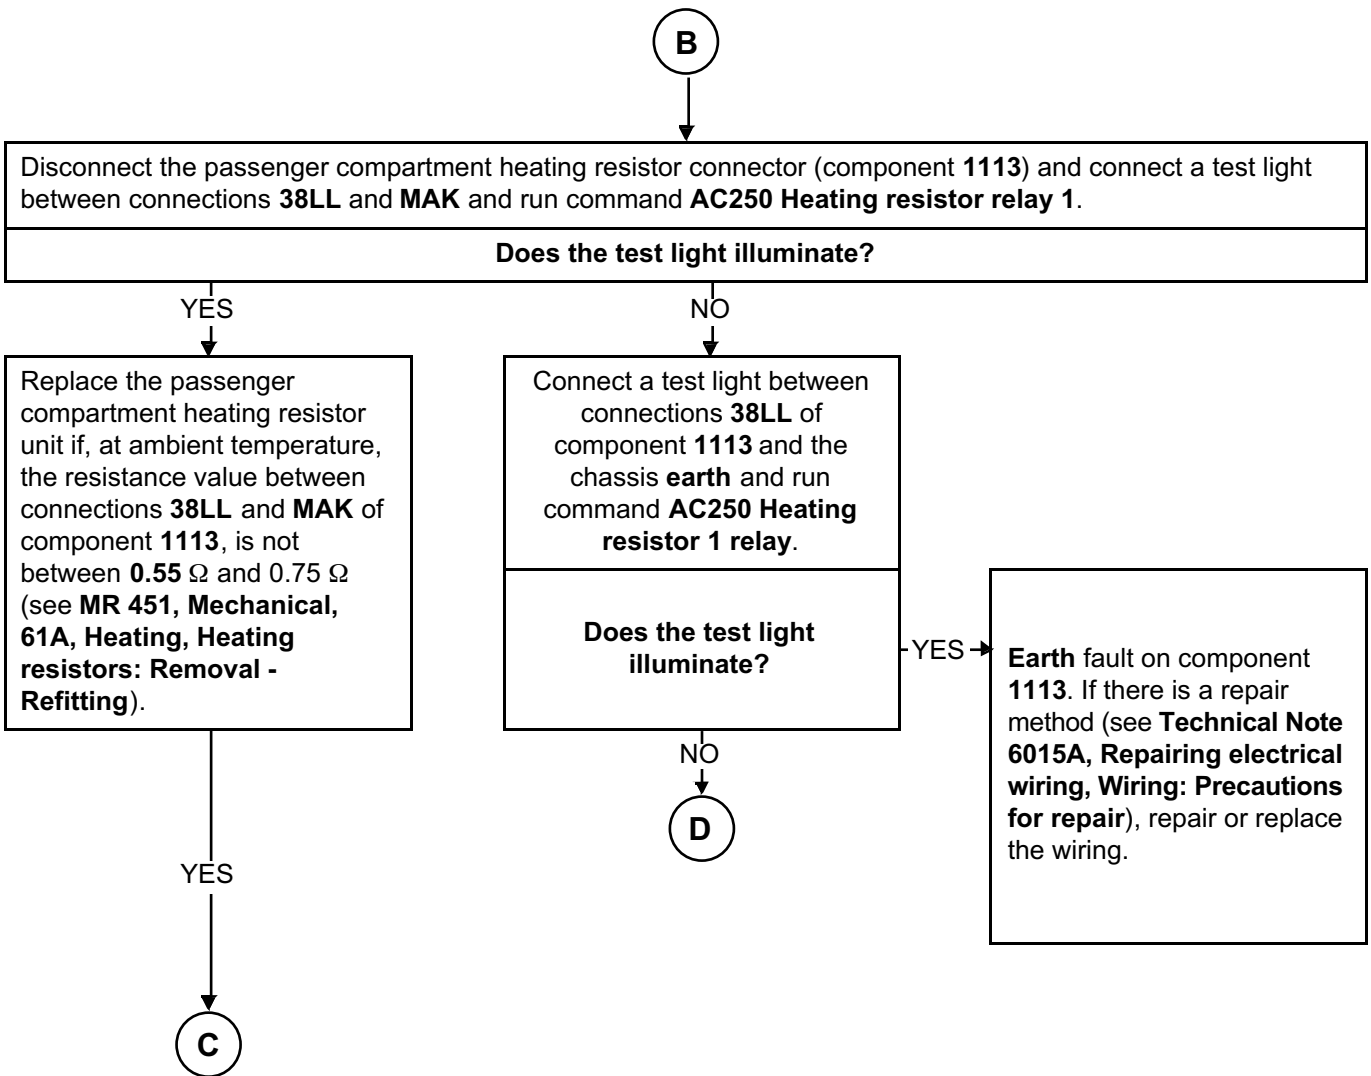 B
Disconnect the passenger compartment heating resistor connector (component 1113) and connect a test light
between connections 38LL and MAK and run command AC250 Heating resistor relay 1.
Does the test light illuminate?
YES
NO
Replace the passenger
compartment heating resistor
unit if, at ambient temperature,
the resistance value between
connections 38LL and MAK of
component 1113, is not
between 0.55 Ω and 0.75 Ω
(see MR 451, Mechanical,
61A, Heating, Heating
resistors: Removal -
Refitting).
Connect a test light between
connections 38LL of
component 1113 and the
chassis earth and run
command AC250 Heating
resistor 1 relay.
Does the test light
illuminate?
YES
Earth fault on component
1113. If there is a repair
method (see Technical Note
6015A, Repairing electrical
wiring, Wiring: Precautions
for repair), repair or replace
the wiring.
NO
D
YES
C